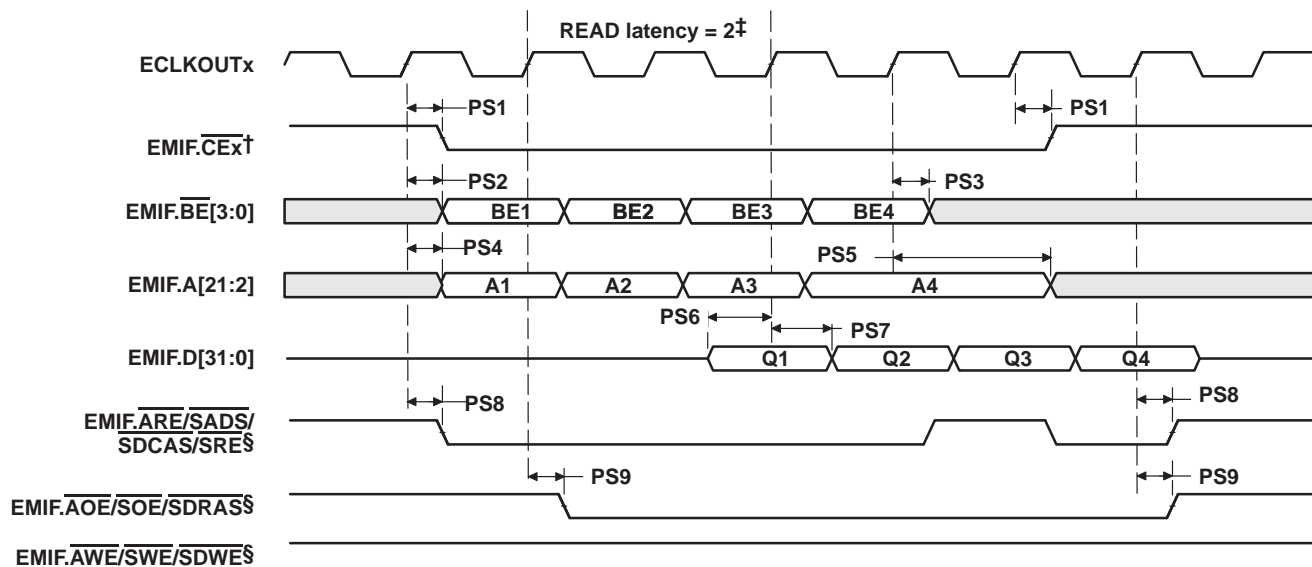 READ latency = 2‡
ECLKOUTx
PS1 PS1
EMIF.CEx†
PS2 PS3
EMIF.BE[3:0] BE1 BE2 BE3 BE4
PS4 PS5
EMIF.A[21:2] A1 A2 A3 A4
PS6 PS7
EMIF.D[31:0] Q1 Q2 Q3 Q4
PS8 PS8
EMIF.ARE/SADS/
SDCAS/SRE§
PS9 PS9
EMIF.AOE/SOE/SDRAS§
EMIF.AWE/SWE/SDWE§